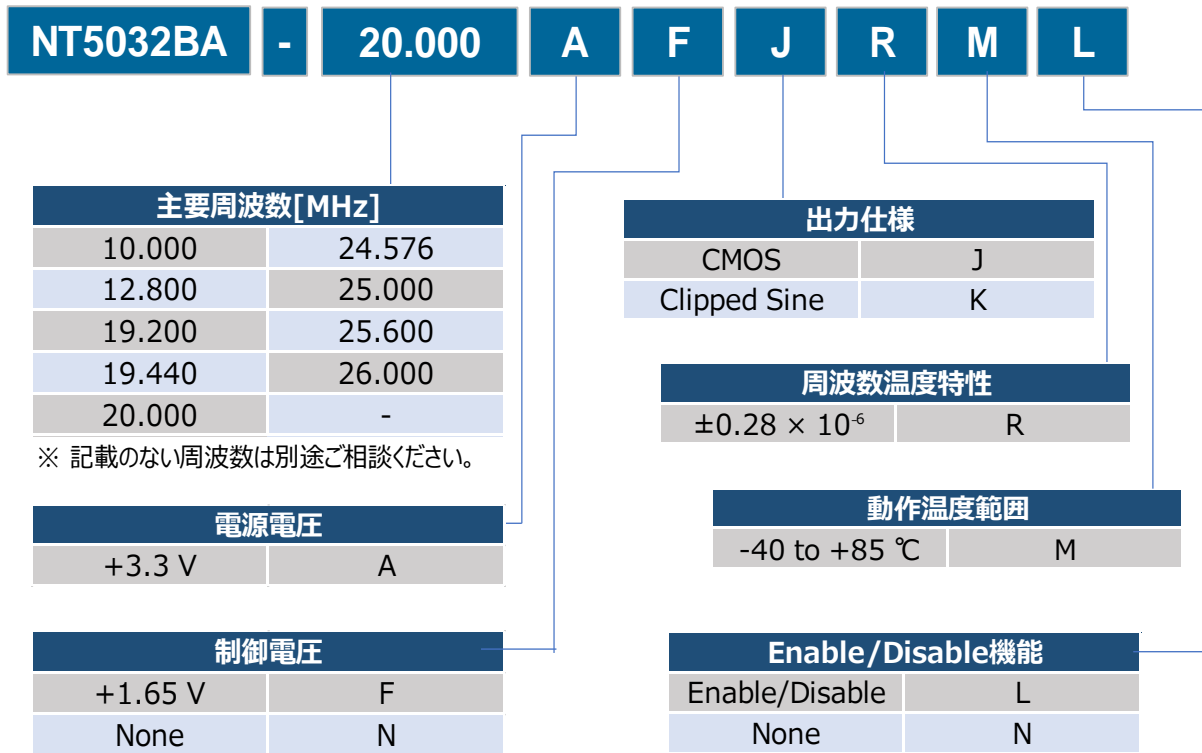 NT5032BA - 20.000 A F J R M L
主要周波数[MHz]
10.000 24.576
12.800 25.000
19.200 25.600
19.440 26.000
20.000 -
※ 記載のない周波数は別途ご相談ください。
電源電圧
+3.3 V A
制御電圧
+1.65 V F
None N
出力仕様
CMOS J
Clipped Sine K
周波数温度特性
±0.28 × 10⁻⁶ R
動作温度範囲
-40 to +85 ℃ M
Enable/Disable機能
Enable/Disable L
None N